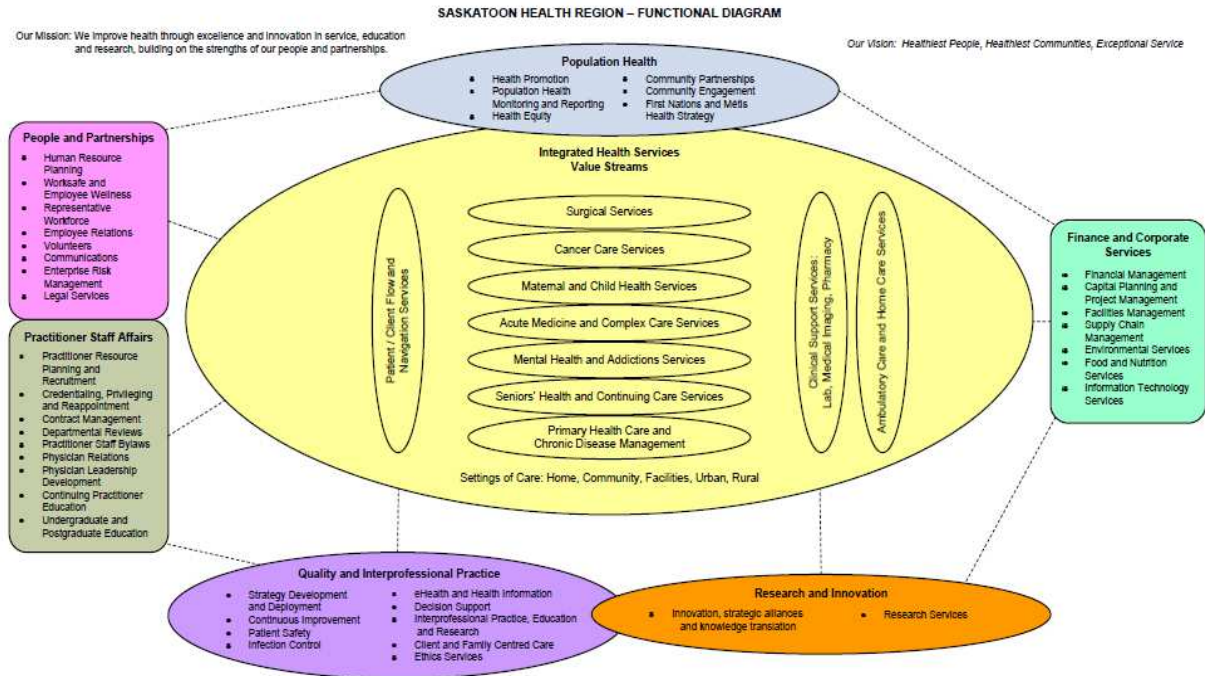 SASKATOON HEALTH REGION – FUNCTIONAL DIAGRAM
Our Mission: We improve health through excellence and innovation in service, education
and research, building on the strengths of our people and partnerships.
Our Vision: Healthiest People, Healthiest Communities, Exceptional Service
Population Health
Health Promotion
Population Health
Monitoring and Reporting
Health Equity
Community Partnerships
Community Engagement
First Nations and Métis
Health Strategy
People and Partnerships
Human Resource
Planning
Worksafe and
Employee Wellness
Representative
Workforce
Employee Relations
Volunteers
Communications
Enterprise Risk
Management
Legal Services
Practitioner Staff Affairs
Practitioner Resource
Planning and
Recruitment
Credentialing, Privileging
and Reappointment
Contract Management
Departmental Reviews
Practitioner Staff Bylaws
Physician Relations
Physician Leadership
Development
Continuing Practitioner
Education
Undergraduate and
Postgraduate Education
Integrated Health Services
Value Streams
Patient / Client Flow and
Navigation Services
Surgical Services
Cancer Care Services
Maternal and Child Health Services
Acute Medicine and Complex Care Services
Mental Health and Addictions Services
Seniors' Health and Continuing Care Services
Primary Health Care and
Chronic Disease Management
Clinical Support Services:
Lab, Medical Imaging, Pharmacy
Ambulatory Care and Home Care Services
Settings of Care: Home, Community, Facilities, Urban, Rural
Finance and Corporate
Services
Financial Management
Capital Planning and
Project Management
Facilities Management
Supply Chain
Management
Environmental Services
Food and Nutrition
Services
Information Technology
Services
Quality and Interprofessional Practice
Strategy Development
and Deployment
Continuous Improvement
Patient Safety
Infection Control
eHealth and Health Information
Decision Support
Interprofessional Practice, Education
and Research
Client and Family Centred Care
Ethics Services
Research and Innovation
Innovation, strategic alliances
and knowledge translation
Research Services